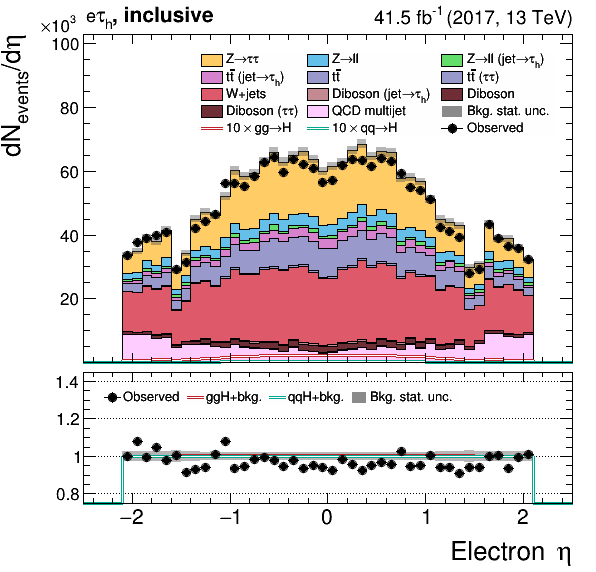 ×10³ eτₕ, inclusive 41.5 fb⁻¹ (2017, 13 TeV)
dN_events/dη
100
80
60
40
20
Z→ττ Z→ll Z→ll (jet→τₕ)
tt̄ (jet→τₕ) tt̄ tt̄ (ττ)
W+jets Diboson (jet→τₕ) Diboson
Diboson (ττ) QCD multijet Bkg. stat. unc.
10 × gg→H 10 × qq→H Observed
1.4
1.2
1
0.8
Observed ggH+bkg. qqH+bkg. Bkg. stat. unc.
−2 −1 0 1 2
Electron η